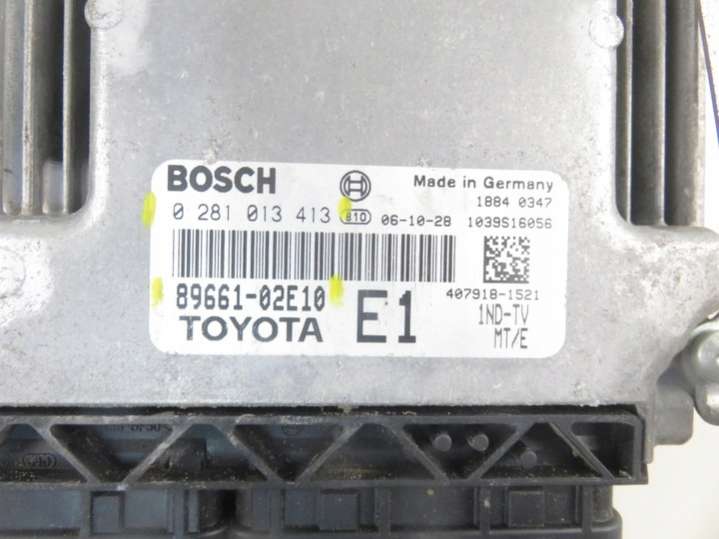 BOSCH Made in Germany
1884 0347
0 281 013 413 810 06-10-28 1039S16056
89661-02E10 E1 407918-1521
TOYOTA 1ND-TV
MT/E